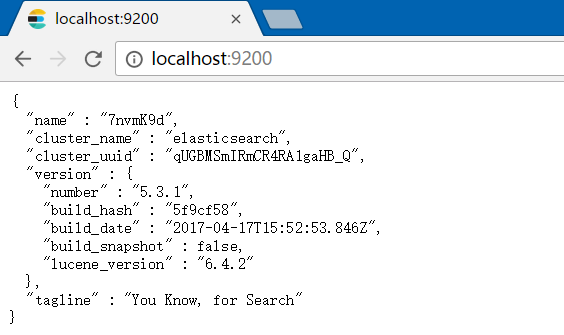 localhost:9200
localhost:9200
{
  "name" : "7nvmK9d",
  "cluster_name" : "elasticsearch",
  "cluster_uuid" : "qUGBMSmIRmCR4RA1gaHB_Q",
  "version" : {
    "number" : "5.3.1",
    "build_hash" : "5f9cf58",
    "build_date" : "2017-04-17T15:52:53.846Z",
    "build_snapshot" : false,
    "lucene_version" : "6.4.2"
  },
  "tagline" : "You Know, for Search"
}